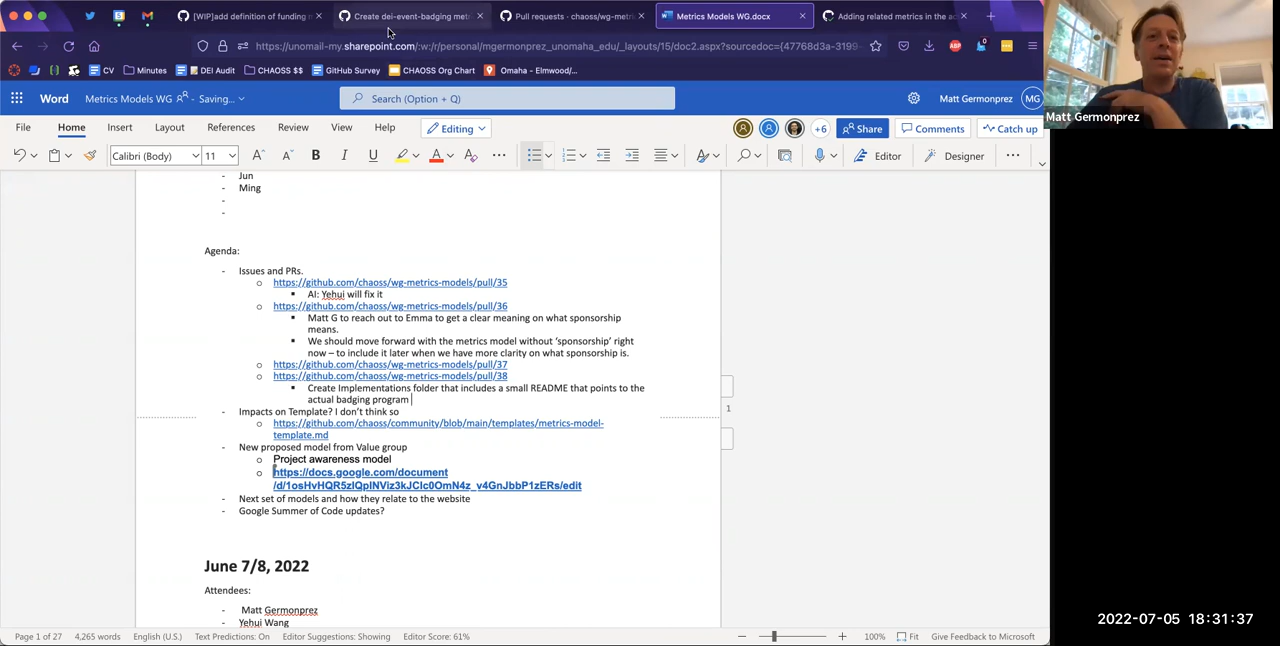 [WIP]add definition of funding m
Create dei-event-badging metri
Pull requests · chaoss/wg-metric
Metrics Models WG.docx
Adding related metrics in the a
https://unomail-my.sharepoint.com/:w:/r/personal/mgermonprez_unomaha_edu/_layouts/15/doc2.aspx?sourcedoc={47768d3a-3199-
CV
Minutes
DEI Audit
CHAOSS $$
GitHub Survey
CHAOSS Org Chart
Omaha - Elmwood/...
Word
Metrics Models WG
- Saving...
Search (Option + Q)
Matt Germonprez
MG
File
Home
Insert
Layout
References
Review
View
Help
Editing
+6
Share
Comments
Catch up
Calibri (Body)
11
Editor
Designer
- Jun
- Ming
-
-
Agenda:
- Issues and PRs.
o https://github.com/chaoss/wg-metrics-models/pull/35
AI: Yehui will fix it
o https://github.com/chaoss/wg-metrics-models/pull/36
Matt G to reach out to Emma to get a clear meaning on what sponsorship
means.
We should move forward with the metrics model without 'sponsorship' right
now – to include it later when we have more clarity on what sponsorship is.
o https://github.com/chaoss/wg-metrics-models/pull/37
o https://github.com/chaoss/wg-metrics-models/pull/38
Create Implementations folder that includes a small README that points to the
actual badging program
- Impacts on Template? I don't think so
o https://github.com/chaoss/community/blob/main/templates/metrics-model-
template.md
- New proposed model from Value group
o Project awareness model
o https://docs.google.com/document
- Next set of models and how they relate to the website
- Google Summer of Code updates?
June 7/8, 2022
Attendees:
- Matt Germonprez
- Yehui Wang
1
Page 1 of 27
4,265 words
English (U.S.)
Text Predictions: On
Editor Suggestions: Showing
Editor Score: 61%
100%
Fit
Give Feedback to Microsoft
Matt Germonprez
2022-07-05 18:31:37